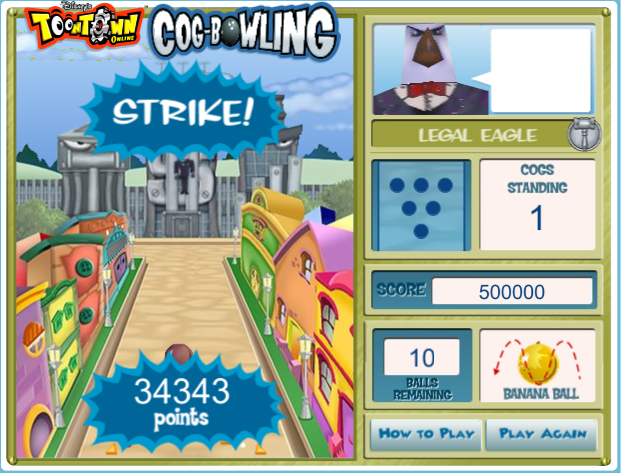 Disney's
TOONTOWN
ONLINE
COG-BOWLING
STRIKE!
34343
points
LEGAL EAGLE
COGS
STANDING
1
SCORE 500000
10
BALLS
REMAINING
BANANA BALL
HOW TO PLAY PLAY AGAIN